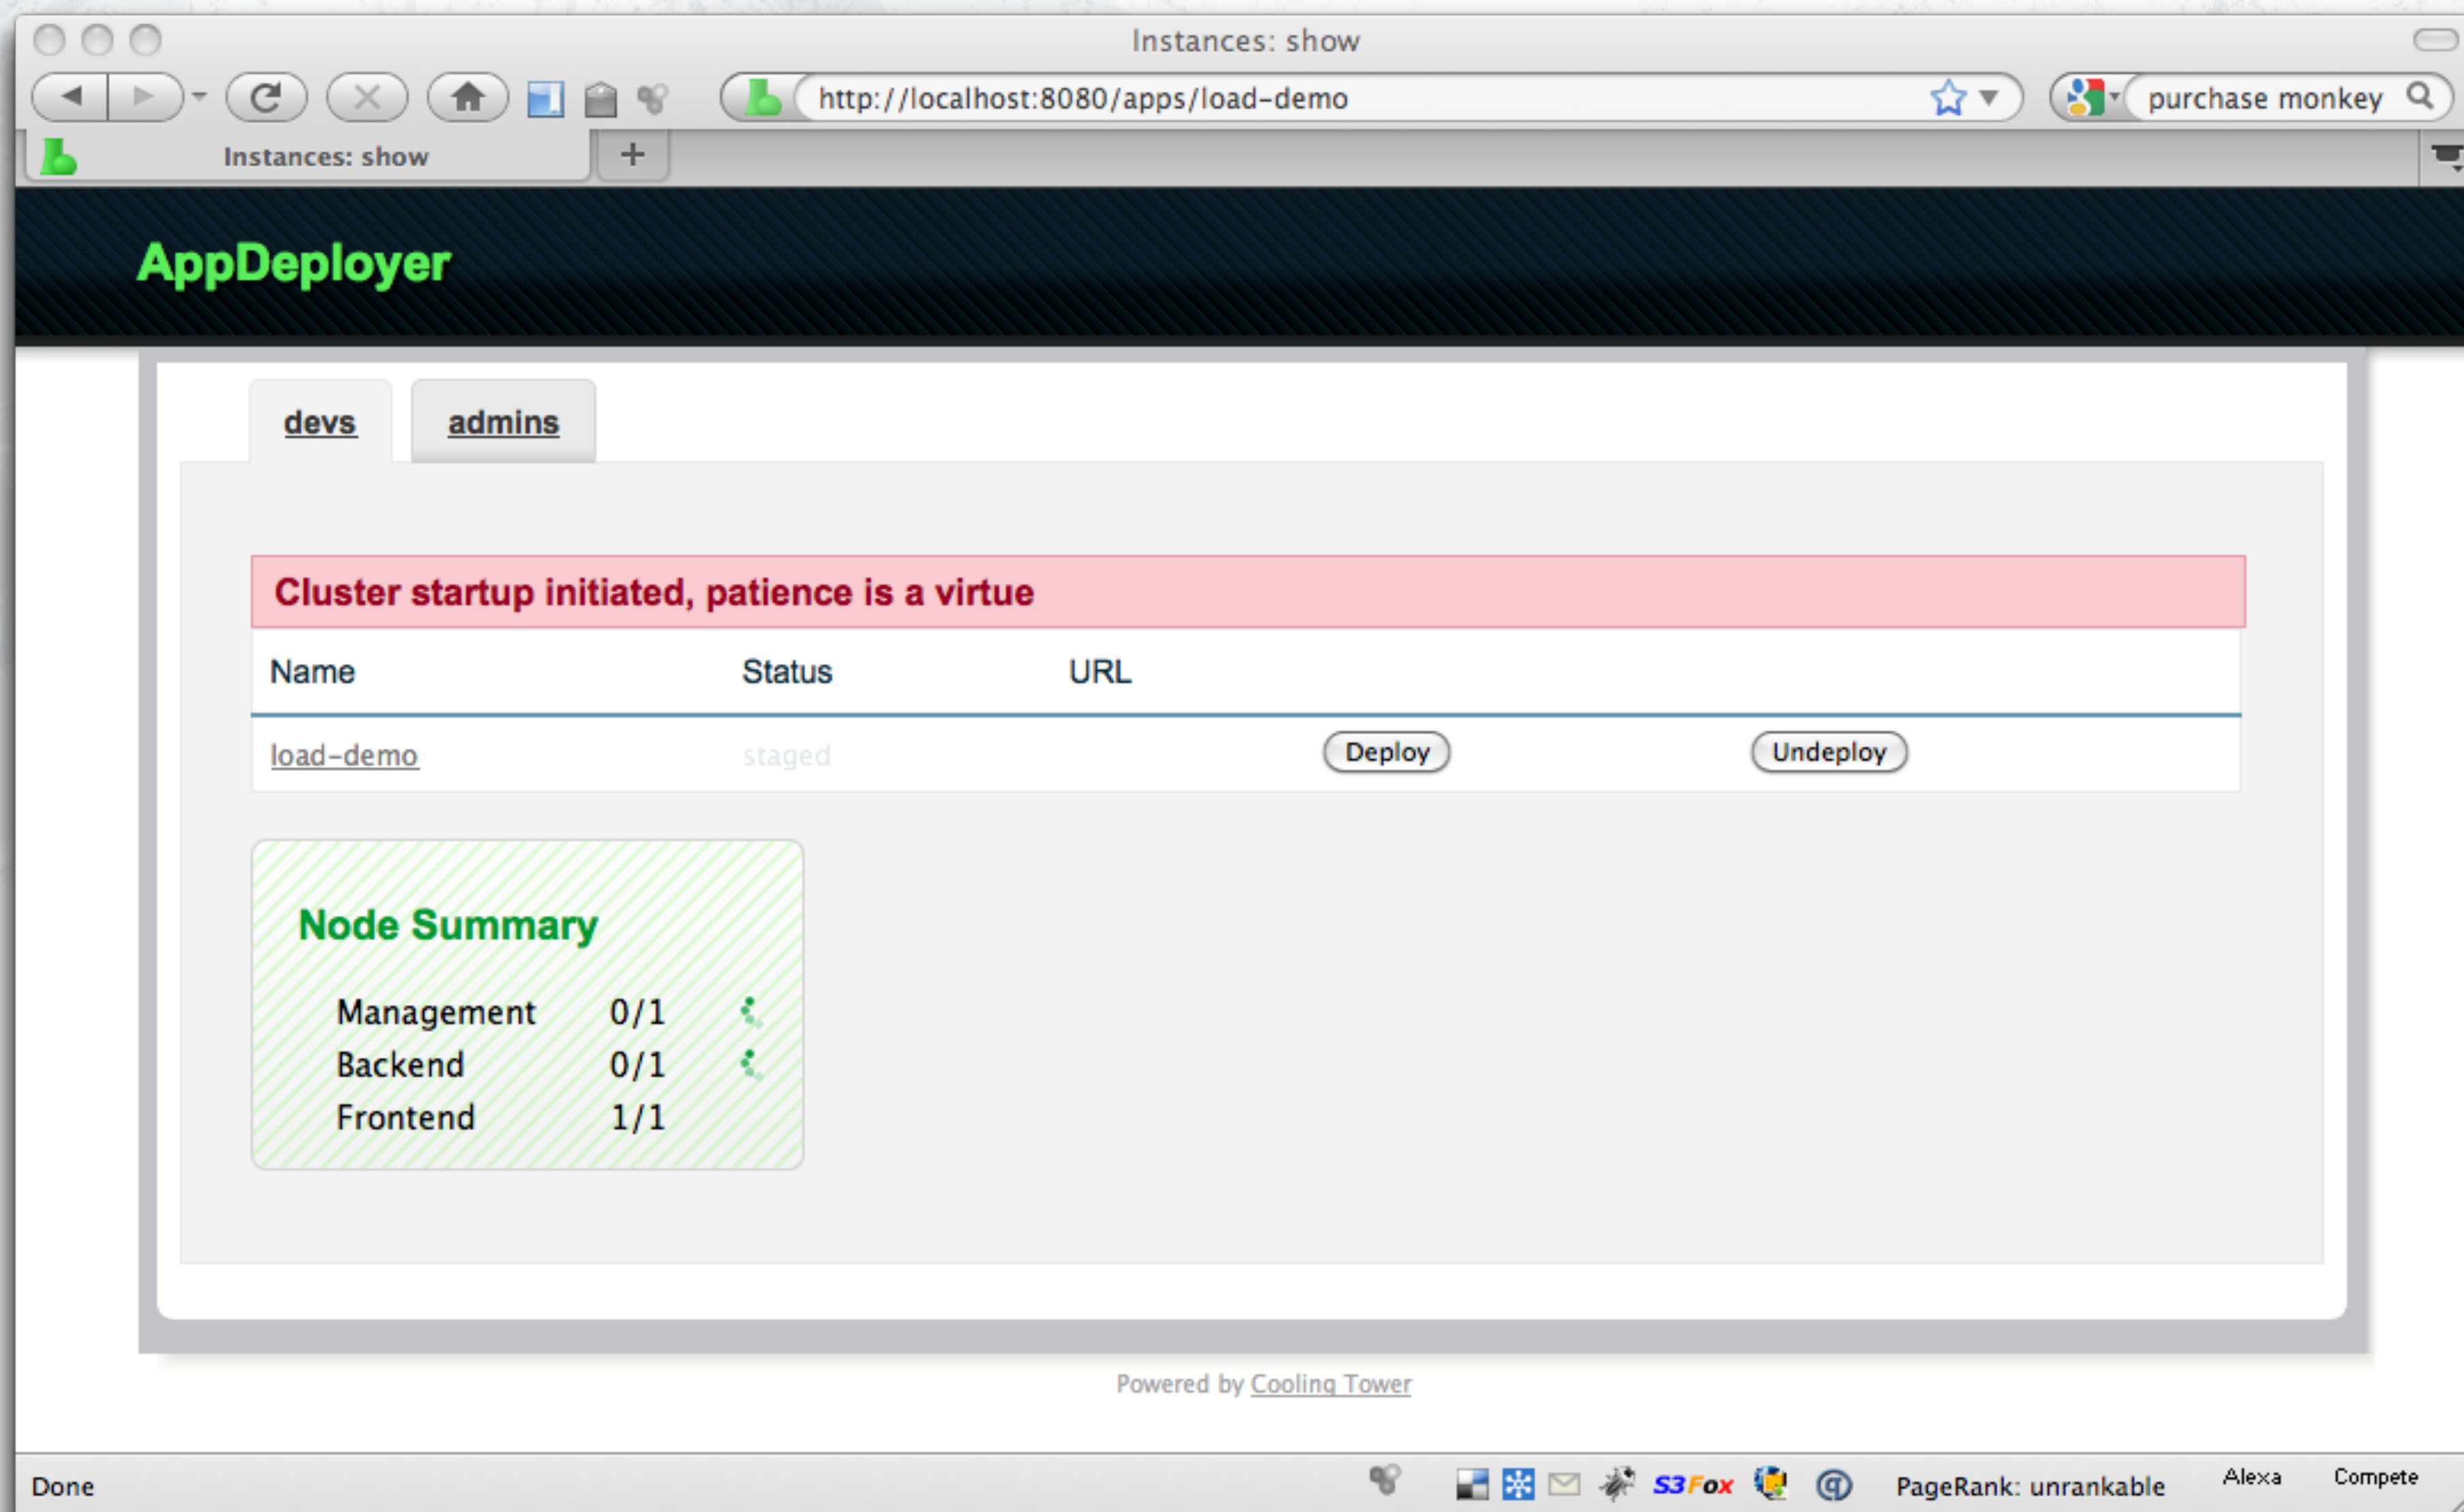 Instances: show
http://localhost:8080/apps/load-demo
purchase monkey
Instances: show
AppDeployer
devs admins
Cluster startup initiated, patience is a virtue
Name Status URL
load-demo staged Deploy Undeploy
Node Summary
Management 0/1
Backend 0/1
Frontend 1/1
Powered by Cooling Tower
Done S3Fox PageRank: unrankable Alexa Compete